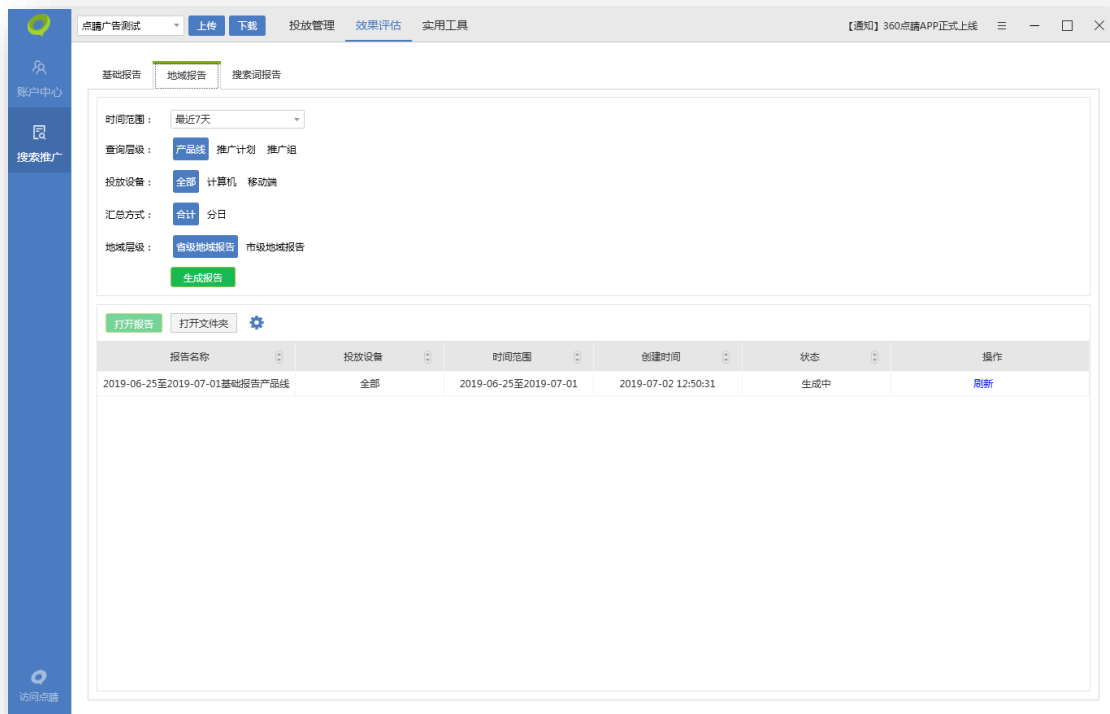 点睛广告测试 上传 下载 投放管理 效果评估 实用工具 【通知】360点睛APP正式上线
账户中心
搜索推广
基础报告 地域报告 搜索词报告
时间范围： 最近7天
查询层级： 产品线 推广计划 推广组
投放设备： 全部 计算机 移动端
汇总方式： 合计 分日
地域层级： 省级地域报告 市级地域报告
生成报告
打开报告 打开文件夹
报告名称 投放设备 时间范围 创建时间 状态 操作
2019-06-25至2019-07-01基础报告产品线 全部 2019-06-25至2019-07-01 2019-07-02 12:50:31 生成中 刷新
访问点睛